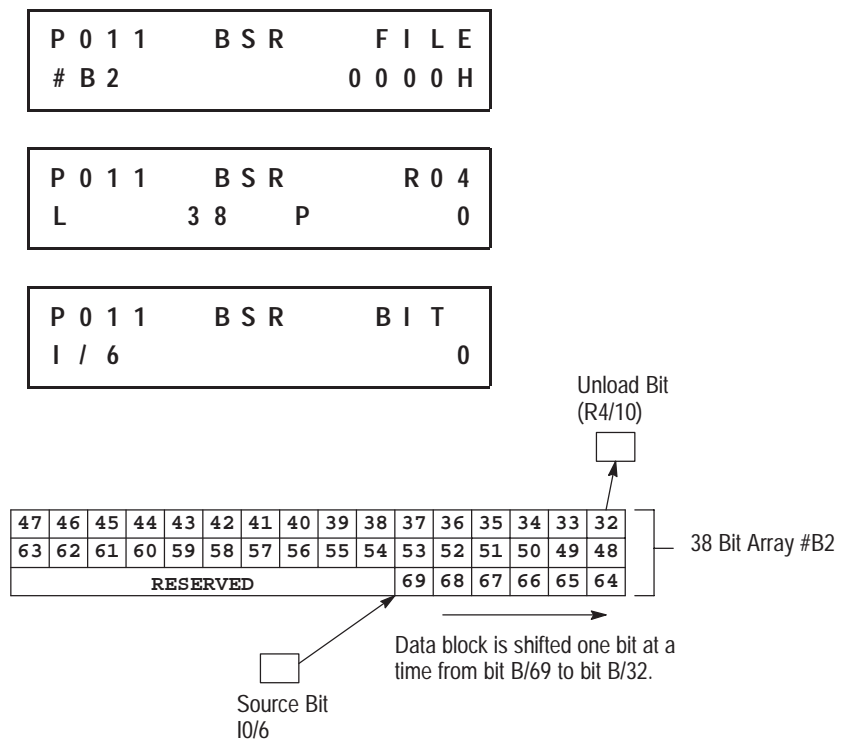 P011 BSR FILE
#B2 0000H
P011 BSR R04
L 38 P 0
P011 BSR BIT
I/6 0
Unload Bit
(R4/10)
47 46 45 44 43 42 41 40 39 38 37 36 35 34 33 32
63 62 61 60 59 58 57 56 55 54 53 52 51 50 49 48
38 Bit Array #B2
RESERVED 69 68 67 66 65 64
Data block is shifted one bit at a
time from bit B/69 to bit B/32.
Source Bit
I0/6